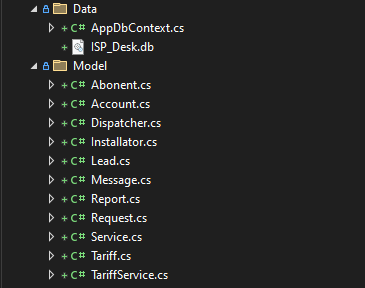 Data
C# AppDbContext.cs
ISP_Desk.db
Model
C# Abonent.cs
C# Account.cs
C# Dispatcher.cs
C# Installator.cs
C# Lead.cs
C# Message.cs
C# Report.cs
C# Request.cs
C# Service.cs
C# Tariff.cs
C# TariffService.cs